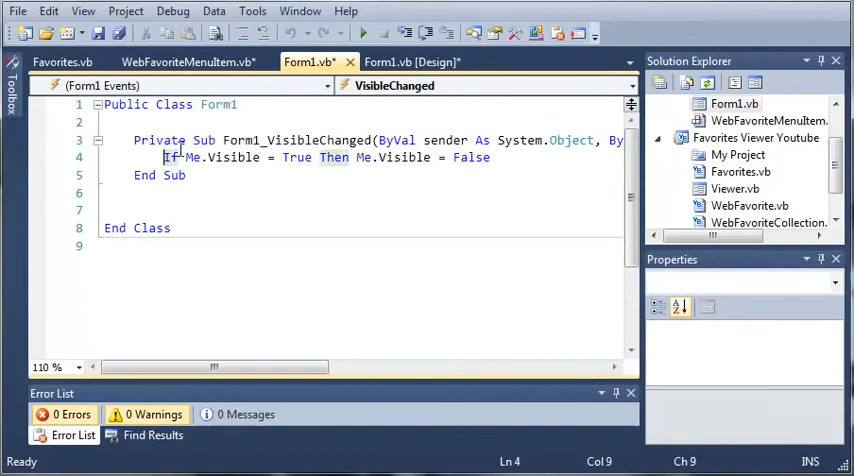 File Edit View Project Debug Data Tools Window Help
Favorites.vb WebFavoriteMenuItem.vb* Form1.vb* Form1.vb [Design]*
(Form1 Events) VisibleChanged
1 Public Class Form1
2
3 Private Sub Form1_VisibleChanged(ByVal sender As System.Object, By
4 If Me.Visible = True Then Me.Visible = False
5 End Sub
6
7
8 End Class
9
110 %
Toolbox
Solution Explorer
Form1.vb
WebFavoriteMenuItem.
Favorites Viewer Youtube
My Project
Favorites.vb
Viewer.vb
WebFavorite.vb
WebFavoriteCollection.
Properties
Error List
0 Errors 0 Warnings 0 Messages
Error List Find Results
Ready Ln 4 Col 9 Ch 9 INS